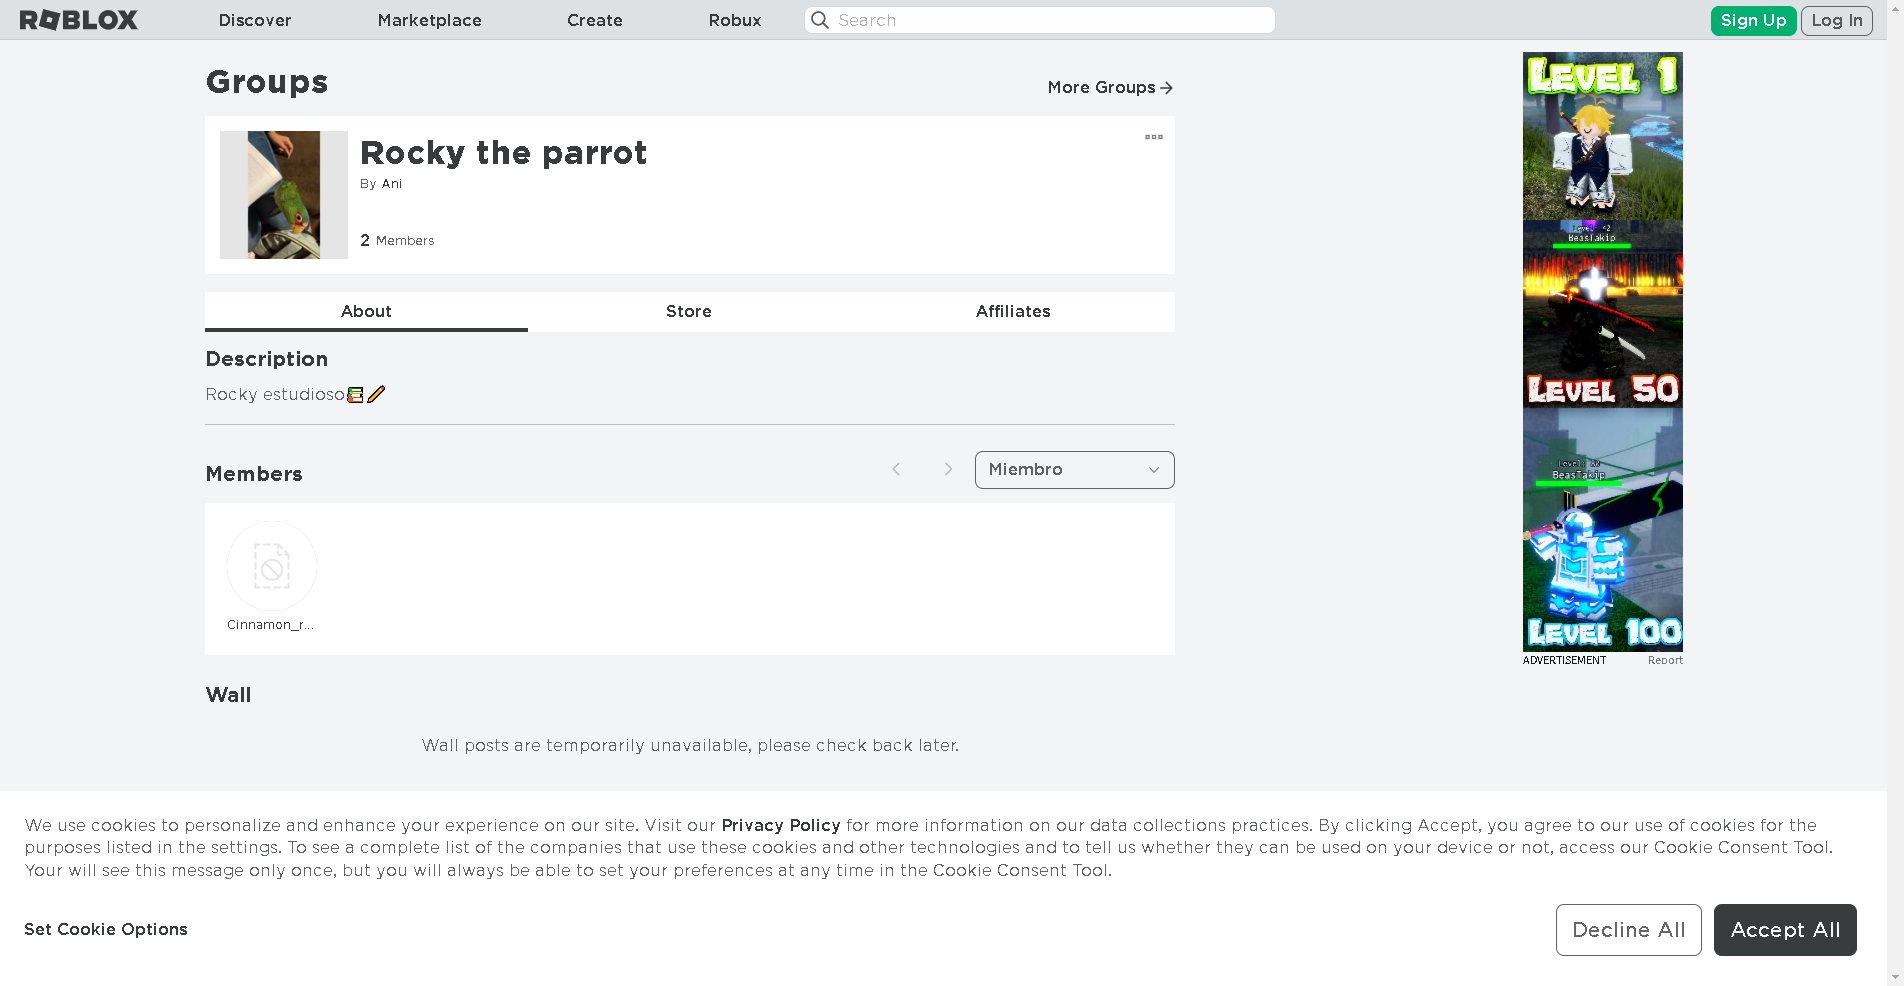 ROBLOX Discover Marketplace Create Robux Search Sign Up Log In
Groups
More Groups
Rocky the parrot
By Ani
2 Members
About Store Affiliates
Description
Rocky estudioso
Members
Miembro
Cinnamon_r...
Wall
Wall posts are temporarily unavailable, please check back later.
LEVEL 1
BeasTakip
LEVEL 50
BeasTakip
LEVEL 100
ADVERTISEMENT Report
We use cookies to personalize and enhance your experience on our site. Visit our Privacy Policy for more information on our data collections practices. By clicking Accept, you agree to our use of cookies for the
purposes listed in the settings. To see a complete list of the companies that use these cookies and other technologies and to tell us whether they can be used on your device or not, access our Cookie Consent Tool.
Your will see this message only once, but you will always be able to set your preferences at any time in the Cookie Consent Tool.
Set Cookie Options
Decline All Accept All